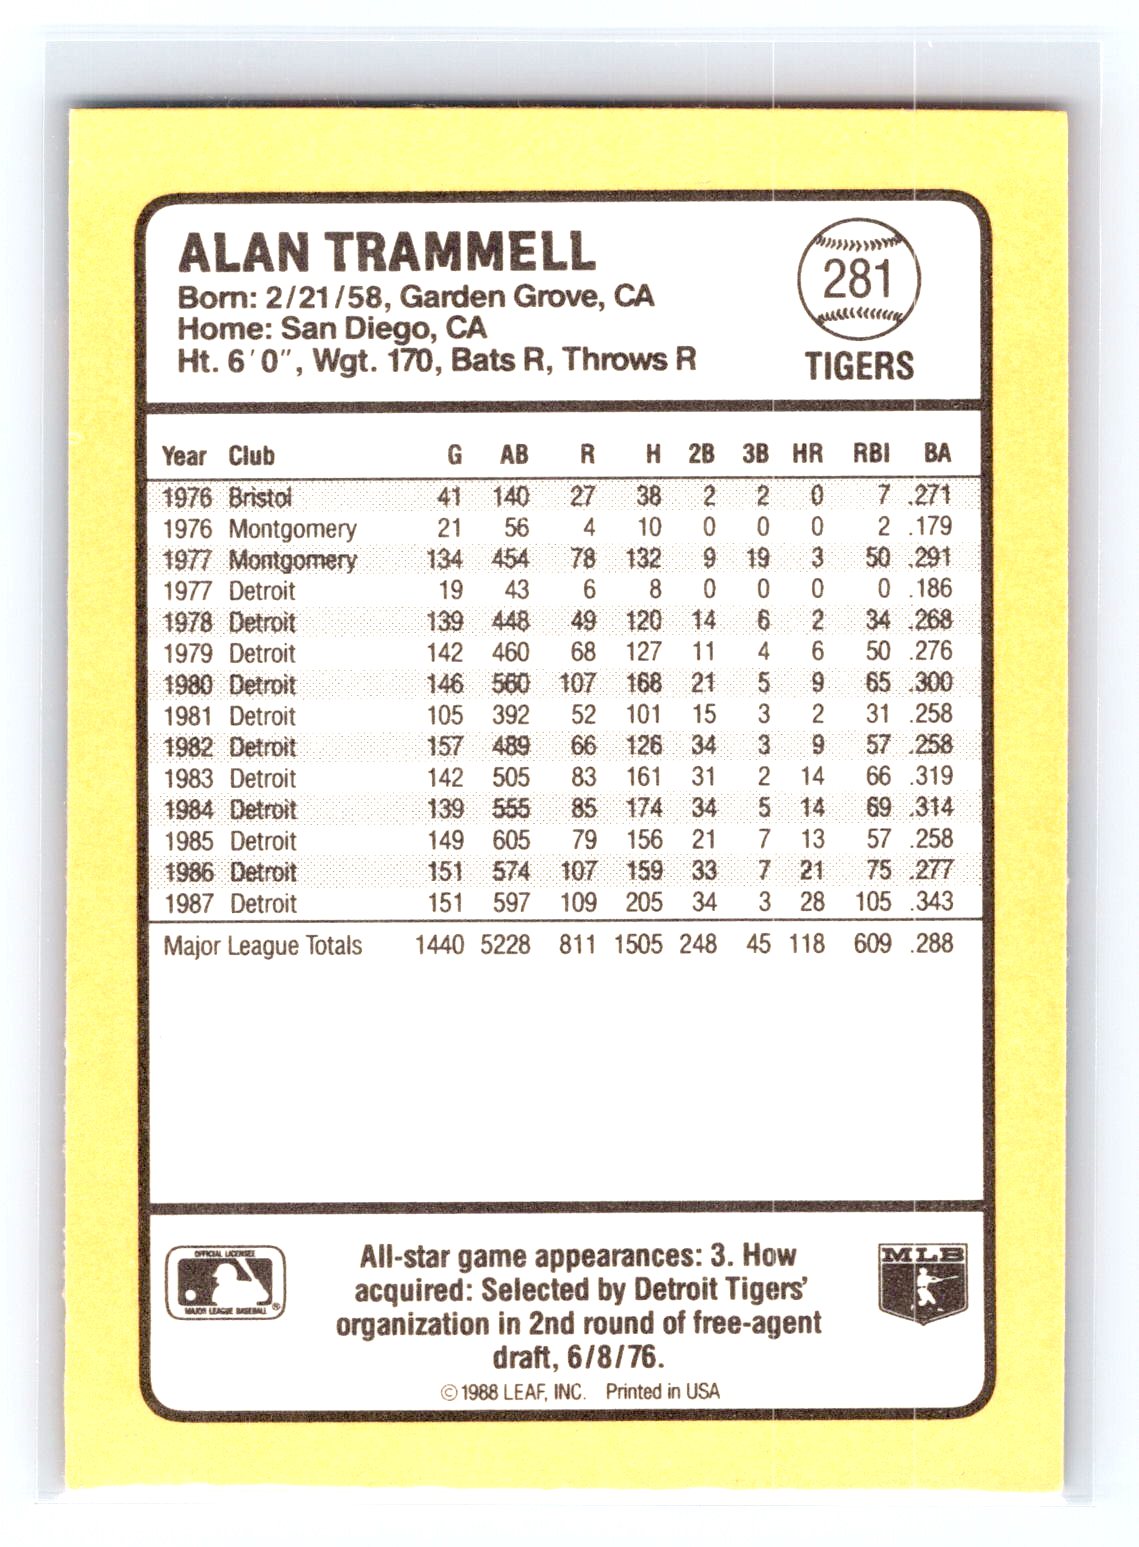 ALAN TRAMMELL
Born: 2/21/58, Garden Grove, CA
Home: San Diego, CA
Ht. 6'0", Wgt. 170, Bats R, Throws R
281
TIGERS
Year Club G AB R H 2B 3B HR RBI BA
1976 Bristol 41 140 27 38 2 2 0 7 .271
1976 Montgomery 21 56 4 10 0 0 0 2 .179
1977 Montgomery 134 454 78 132 9 19 3 50 .291
1977 Detroit 19 43 6 8 0 0 0 0 .186
1978 Detroit 139 448 49 120 14 6 2 34 .268
1979 Detroit 142 460 68 127 11 4 6 50 .276
1980 Detroit 146 560 107 168 21 5 9 65 .300
1981 Detroit 105 392 52 101 15 3 2 31 .258
1982 Detroit 157 489 66 126 34 3 9 57 .258
1983 Detroit 142 505 83 161 31 2 14 66 .319
1984 Detroit 139 555 85 174 34 5 14 69 .314
1985 Detroit 149 605 79 156 21 7 13 57 .258
1986 Detroit 151 574 107 159 33 7 21 75 .277
1987 Detroit 151 597 109 205 34 3 28 105 .343
Major League Totals 1440 5228 811 1505 248 45 118 609 .288
OFFICIAL LICENSEE
MAJOR LEAGUE BASEBALL ®
All-star game appearances: 3. How
acquired: Selected by Detroit Tigers'
organization in 2nd round of free-agent
draft, 6/8/76.
MLB
© 1988 LEAF, INC. Printed in USA